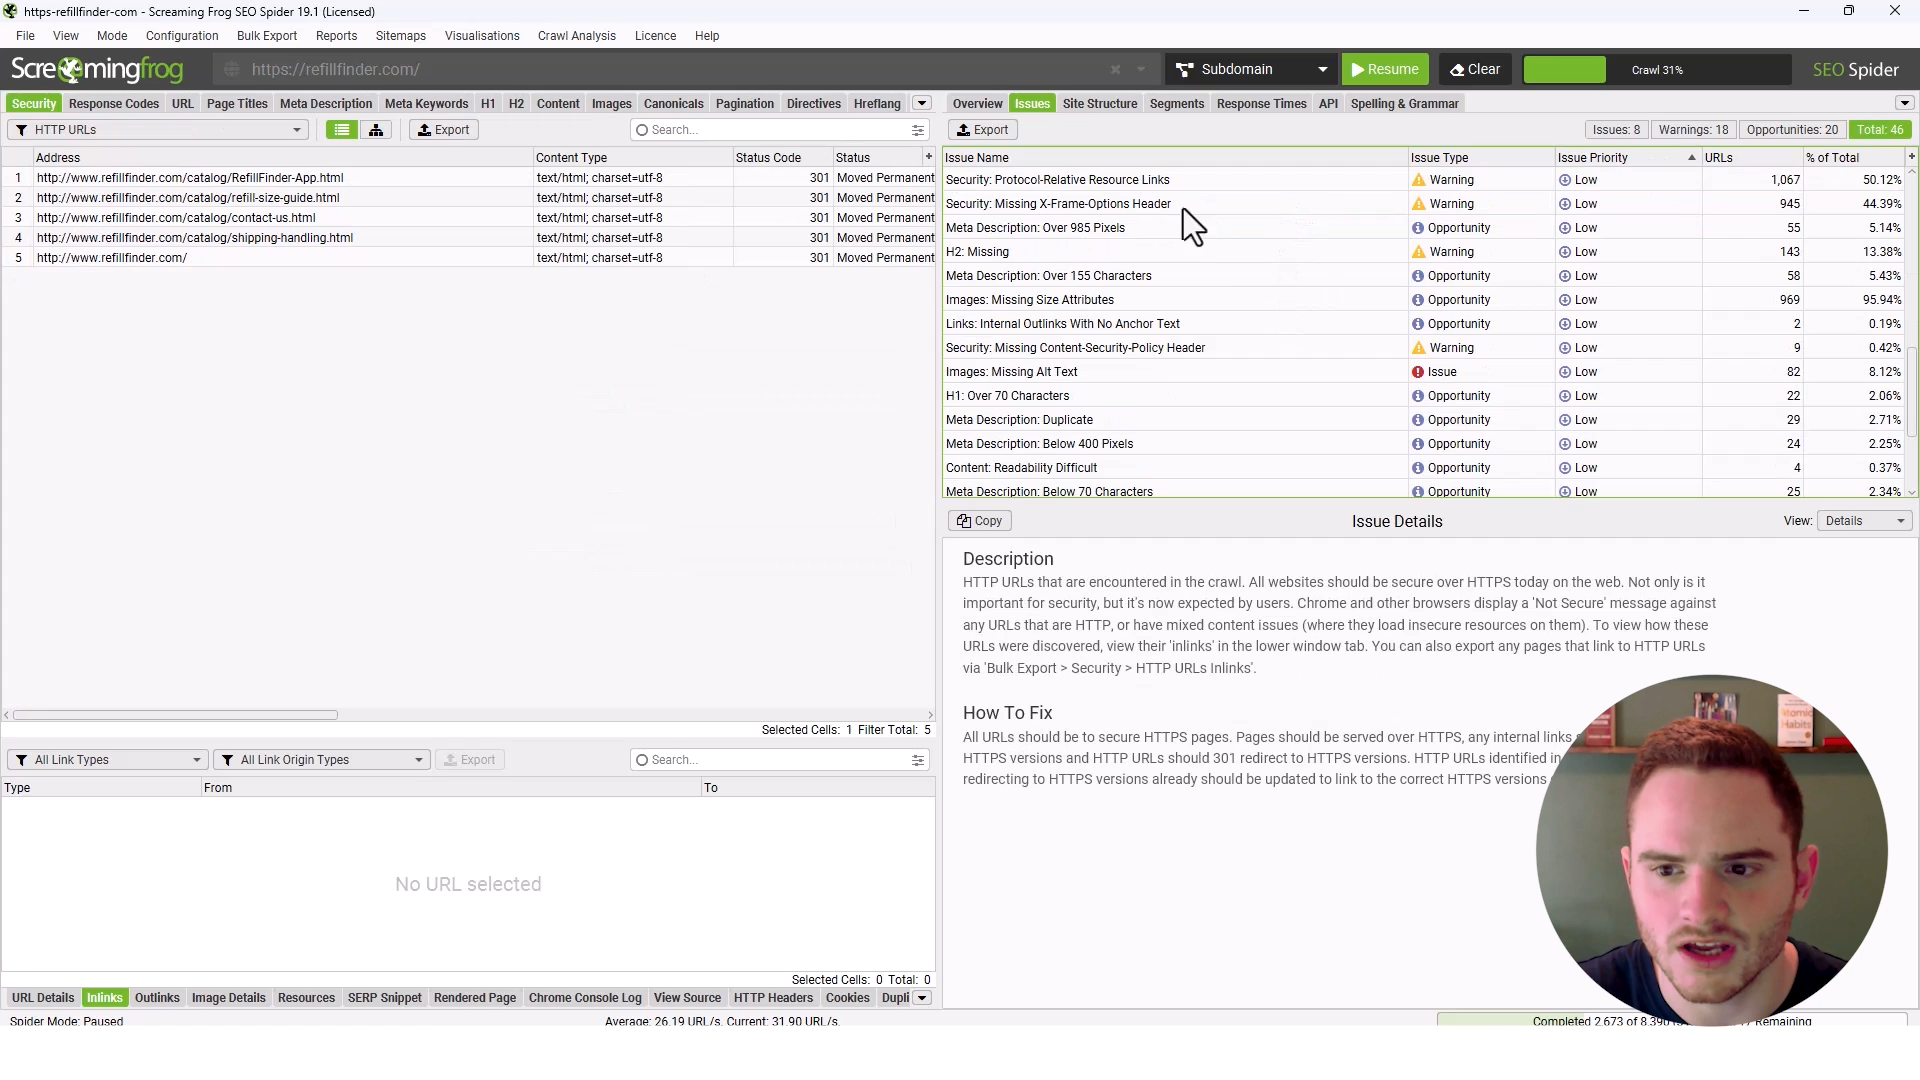 https-refillfinder-com - Screaming Frog SEO Spider 19.1 (Licensed)
File View Mode Configuration Bulk Export Reports Sitemaps Visualisations Crawl Analysis Licence Help
Screamingfrog https://refillfinder.com/ Subdomain Resume Clear Crawl 31% SEO Spider
Security Response Codes URL Page Titles Meta Description Meta Keywords H1 H2 Content Images Canonicals Pagination Directives Hreflang
HTTP URLs Export Search...
Address Content Type Status Code Status +
1 http://www.refillfinder.com/catalog/RefillFinder-App.html text/html; charset=utf-8 301 Moved Permanent
2 http://www.refillfinder.com/catalog/refill-size-guide.html text/html; charset=utf-8 301 Moved Permanent
3 http://www.refillfinder.com/catalog/contact-us.html text/html; charset=utf-8 301 Moved Permanent
4 http://www.refillfinder.com/catalog/shipping-handling.html text/html; charset=utf-8 301 Moved Permanent
5 http://www.refillfinder.com/ text/html; charset=utf-8 301 Moved Permanent
Selected Cells: 1 Filter Total: 5
All Link Types All Link Origin Types Export Search...
Type From To
No URL selected
Selected Cells: 0 Total: 0
URL Details Inlinks Outlinks Image Details Resources SERP Snippet Rendered Page Chrome Console Log View Source HTTP Headers Cookies Dupli
Overview Issues Site Structure Segments Response Times API Spelling & Grammar
Export Issues: 8 Warnings: 18 Opportunities: 20 Total: 46
Issue Name Issue Type Issue Priority URLs % of Total +
Security: Protocol-Relative Resource Links Warning Low 1,067 50.12%
Security: Missing X-Frame-Options Header Warning Low 945 44.39%
Meta Description: Over 985 Pixels Opportunity Low 55 5.14%
H2: Missing Warning Low 143 13.38%
Meta Description: Over 155 Characters Opportunity Low 58 5.43%
Images: Missing Size Attributes Opportunity Low 969 95.94%
Links: Internal Outlinks With No Anchor Text Opportunity Low 2 0.19%
Security: Missing Content-Security-Policy Header Warning Low 9 0.42%
Images: Missing Alt Text Issue Low 82 8.12%
H1: Over 70 Characters Opportunity Low 22 2.06%
Meta Description: Duplicate Opportunity Low 29 2.71%
Meta Description: Below 400 Pixels Opportunity Low 24 2.25%
Content: Readability Difficult Opportunity Low 4 0.37%
Meta Description: Below 70 Characters Opportunity Low 25 2.34%
Copy Issue Details View: Details
Description
HTTP URLs that are encountered in the crawl. All websites should be secure over HTTPS today on the web. Not only is it
important for security, but it's now expected by users. Chrome and other browsers display a 'Not Secure' message against
any URLs that are HTTP, or have mixed content issues (where they load insecure resources on them). To view how these
URLs were discovered, view their 'inlinks' in the lower window tab. You can also export any pages that link to HTTP URLs
via 'Bulk Export > Security > HTTP URLs Inlinks'.
How To Fix
All URLs should be to secure HTTPS pages. Pages should be served over HTTPS, any internal links
HTTPS versions and HTTP URLs should 301 redirect to HTTPS versions. HTTP URLs identified in
redirecting to HTTPS versions already should be updated to link to the correct HTTPS versions
Atomic
Habits
Spider Mode: Paused Average: 26.19 URL/s. Current: 31.90 URL/s. Completed 2,673 of 8,390 Remaining